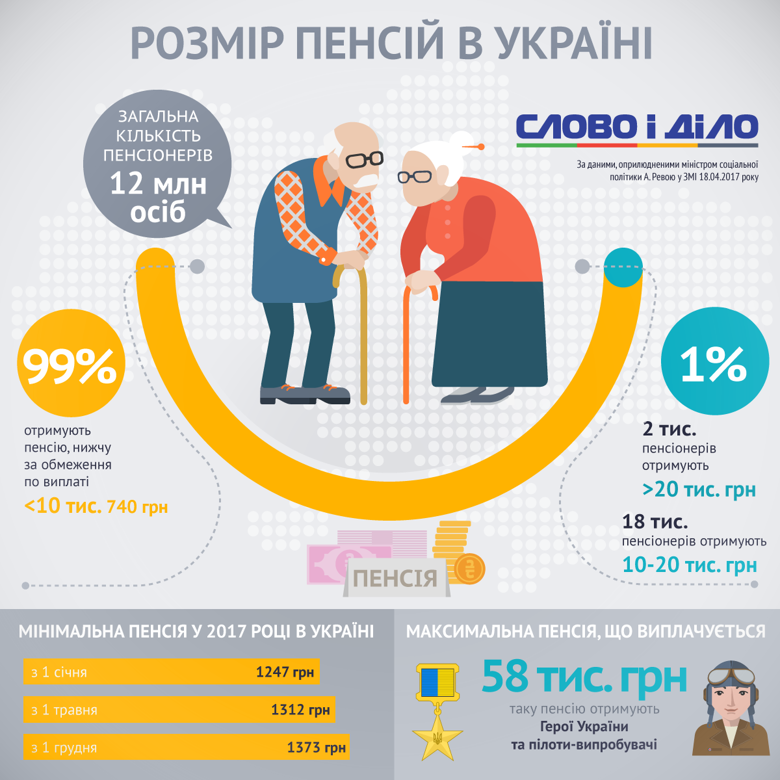 РОЗМІР ПЕНСІЙ В УКРАЇНІ
ЗАГАЛЬНА
КІЛЬКІСТЬ
ПЕНСІОНЕРІВ
12 млн
осіб
СЛОВО і ДіЛО
За даними, оприлюдненими міністром соціальної
політики А. Ревою у ЗМІ 18.04.2017 року
99%
отримують
пенсію, нижчу
за обмеження
по виплаті
<10 тис. 740 грн
1%
2 тис.
пенсіонерів
отримують
>20 тис. грн
18 тис.
пенсіонерів отримують
10-20 тис. грн
ПЕНСІЯ
МІНІМАЛЬНА ПЕНСІЯ У 2017 РОЦІ В УКРАЇНІ
з 1 січня 1247 грн
з 1 травня 1312 грн
з 1 грудня 1373 грн
МАКСИМАЛЬНА ПЕНСІЯ, ЩО ВИПЛАЧУЄТЬСЯ
58 тис. грн
таку пенсію отримують
Герої України
та пілоти-випробувачі